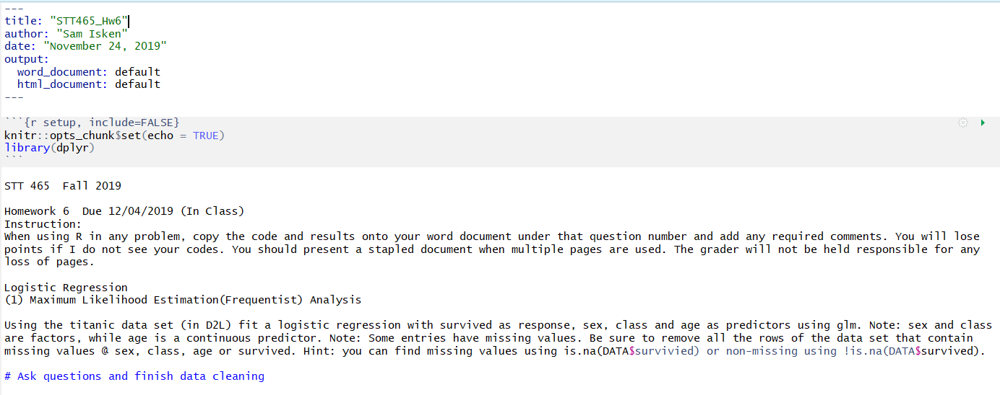 ---
title: "STT465_Hw6"
author: "Sam Isken"
date: "November 24, 2019"
output:
  word_document: default
  html_document: default
---
```{r setup, include=FALSE}
knitr::opts_chunk$set(echo = TRUE)
library(dplyr)
```
STT 465  Fall 2019
Homework 6  Due 12/04/2019 (In Class)
Instruction:
When using R in any problem, copy the code and results onto your word document under that question number and add any required comments. You will lose
points if I do not see your codes. You should present a stapled document when multiple pages are used. The grader will not be held responsible for any
loss of pages.
Logistic Regression
(1) Maximum Likelihood Estimation(Frequentist) Analysis
Using the titanic data set (in D2L) fit a logistic regression with survived as response, sex, class and age as predictors using glm. Note: sex and class
are factors, while age is a continuous predictor. Note: Some entries have missing values. Be sure to remove all the rows of the data set that contain
missing values @ sex, class, age or survived. Hint: you can find missing values using is.na(DATA$survivied) or non-missing using !is.na(DATA$survived).
# Ask questions and finish data cleaning